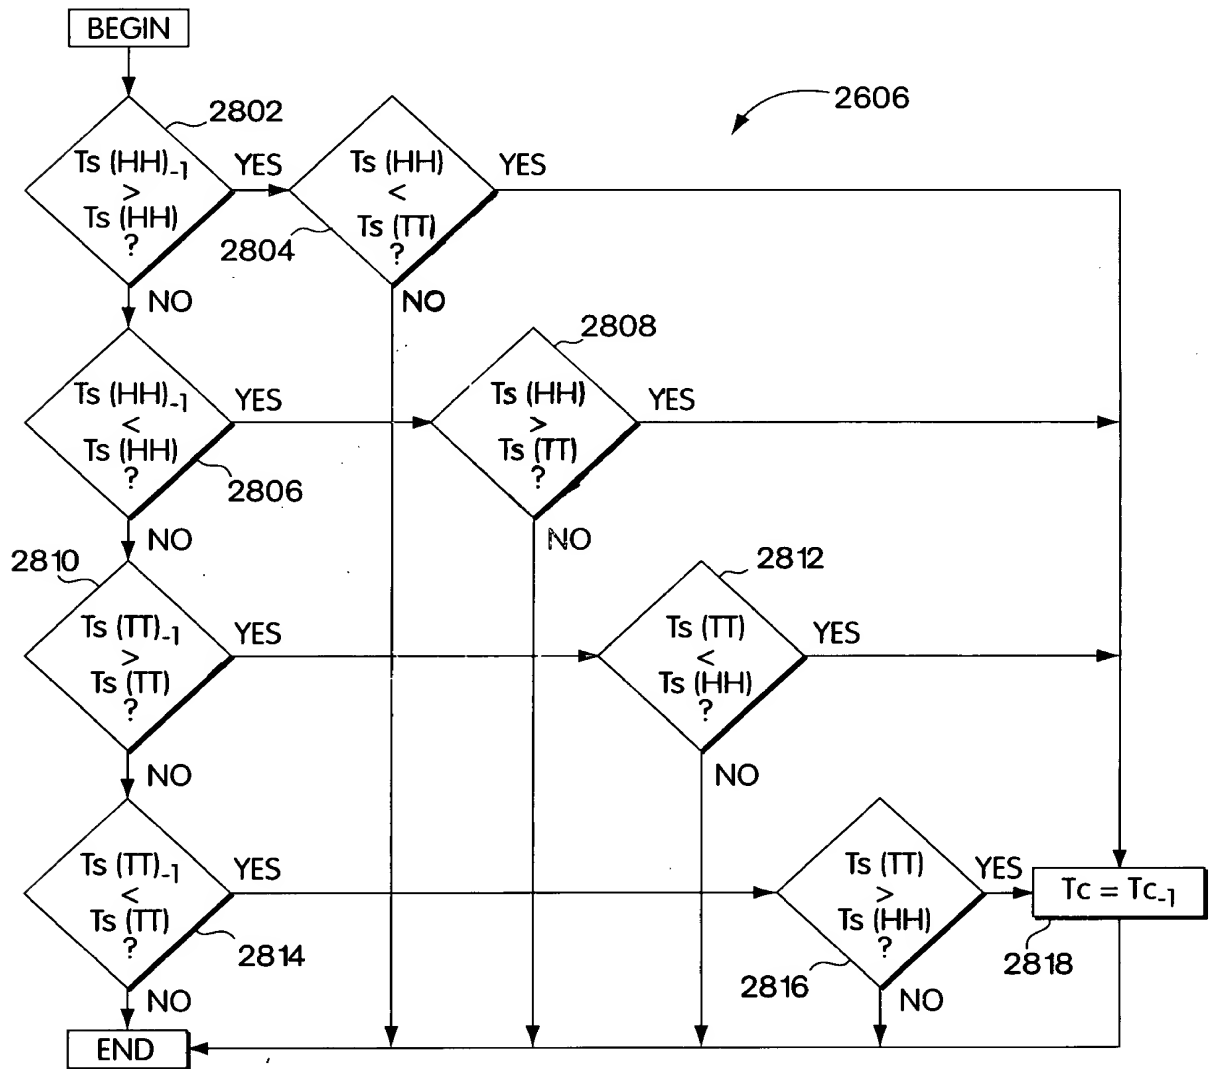 BEGIN
2802
2606
Ts (HH)-1
>
Ts (HH)
?
YES
Ts (HH)
<
Ts (TT)
?
YES
2804
NO
NO
2808
Ts (HH)-1
<
Ts (HH)
?
YES
Ts (HH)
>
Ts (TT)
?
YES
2806
NO
NO
2810
2812
Ts (TT)-1
>
Ts (TT)
?
YES
Ts (TT)
<
Ts (HH)
?
YES
NO
NO
Ts (TT)-1
<
Ts (TT)
?
YES
Ts (TT)
>
Ts (HH)
?
YES
Tc = Tc-1
2814
2816
2818
NO
NO
END